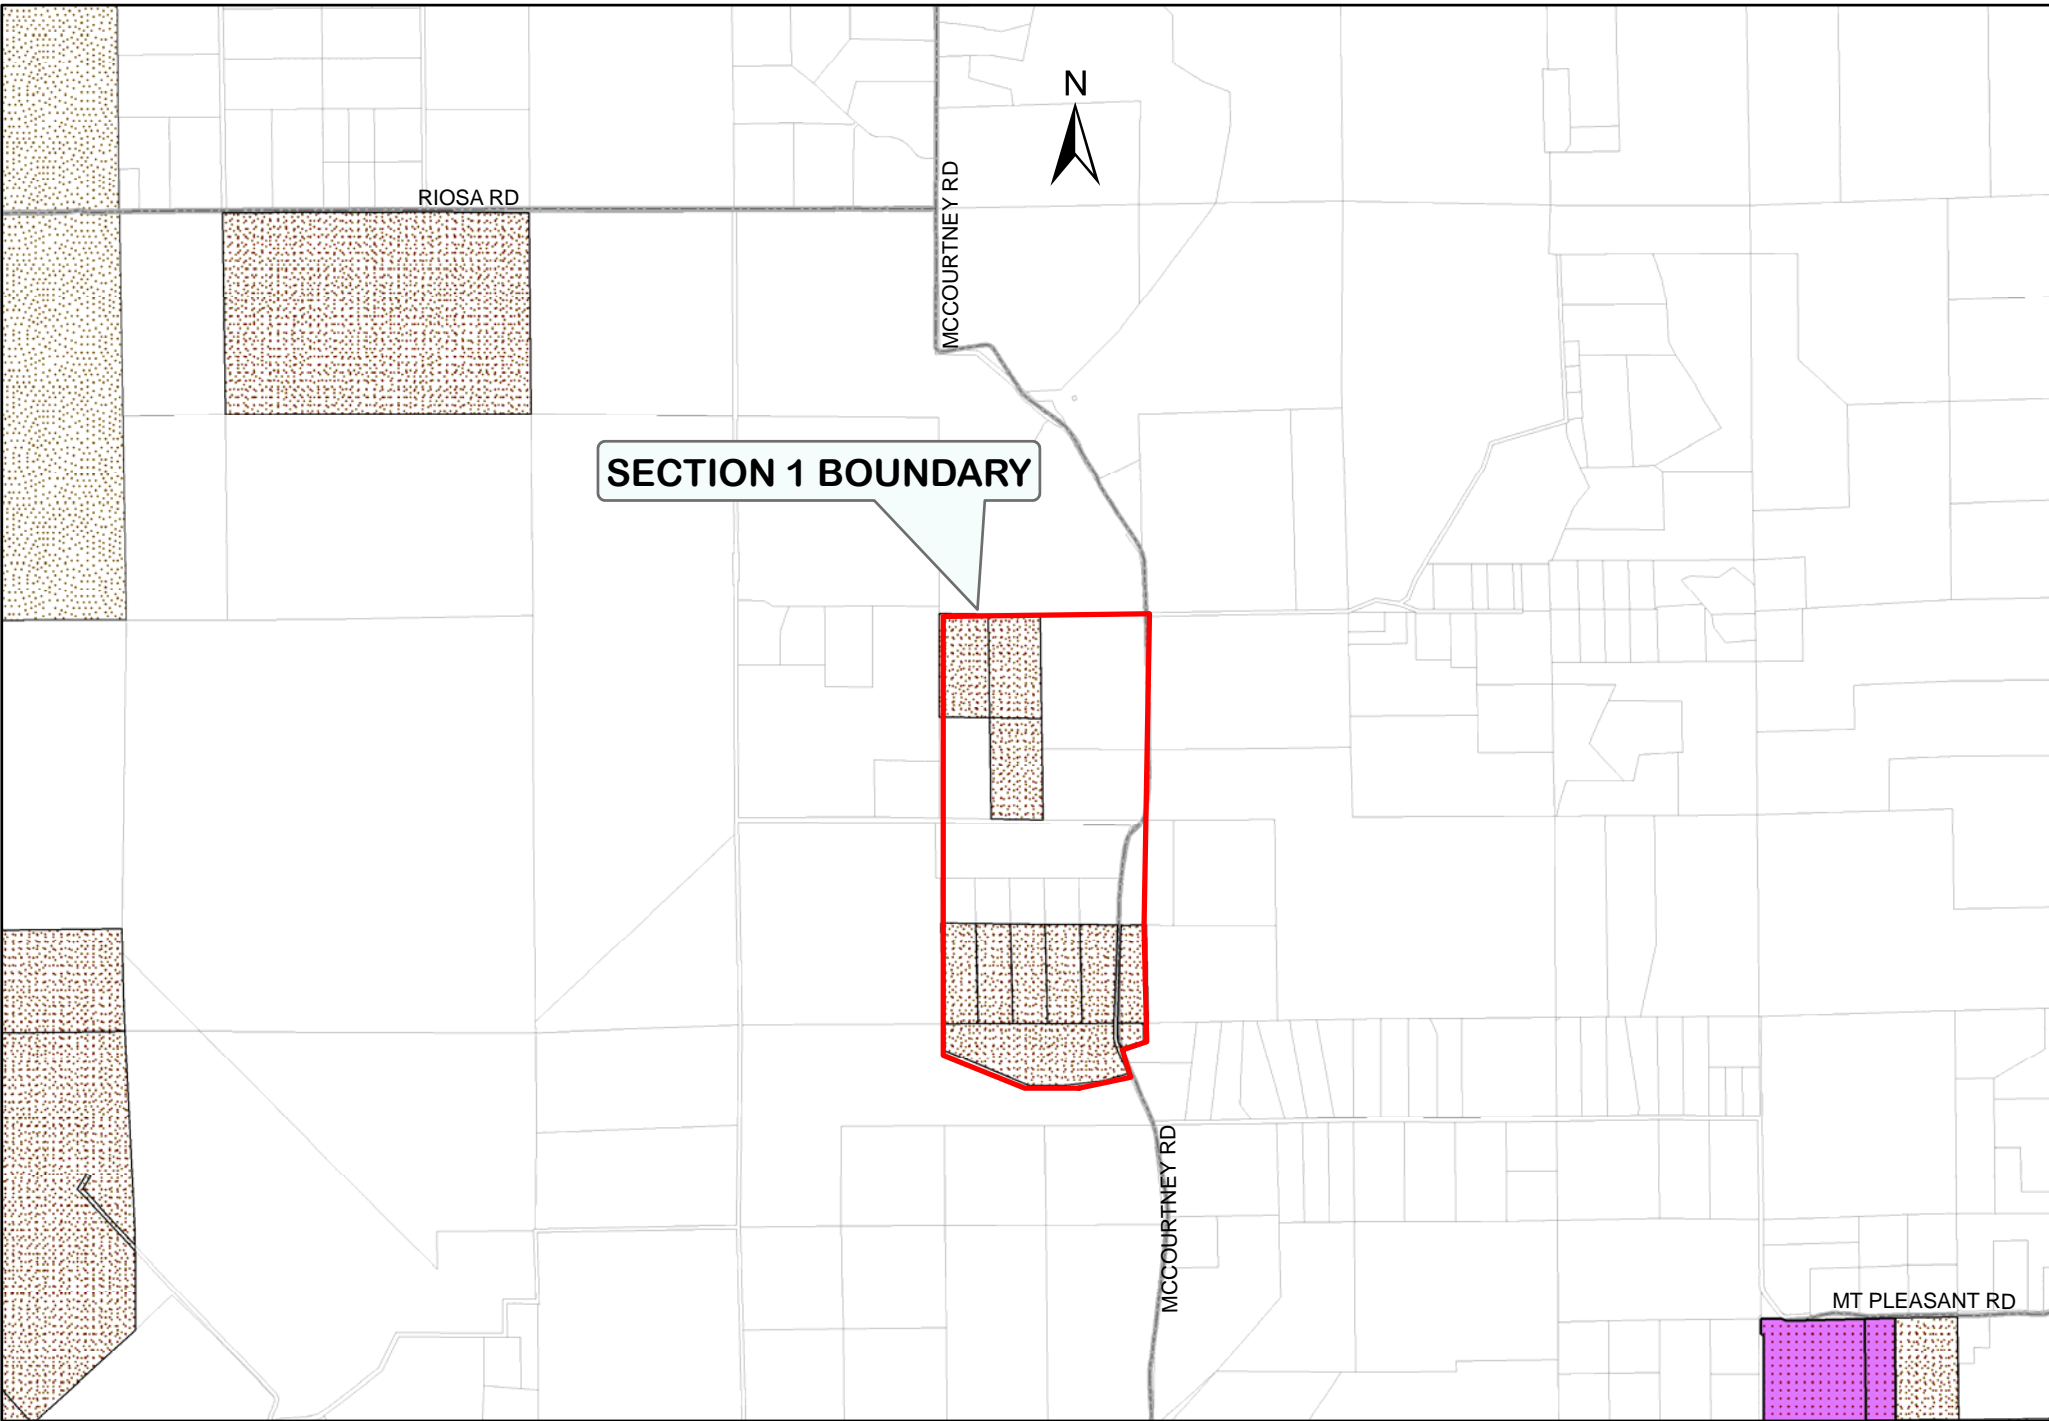 N
RIOSA RD
MCCOURTNEY RD
SECTION 1 BOUNDARY
MCCOURTNEY RD
MT PLEASANT RD